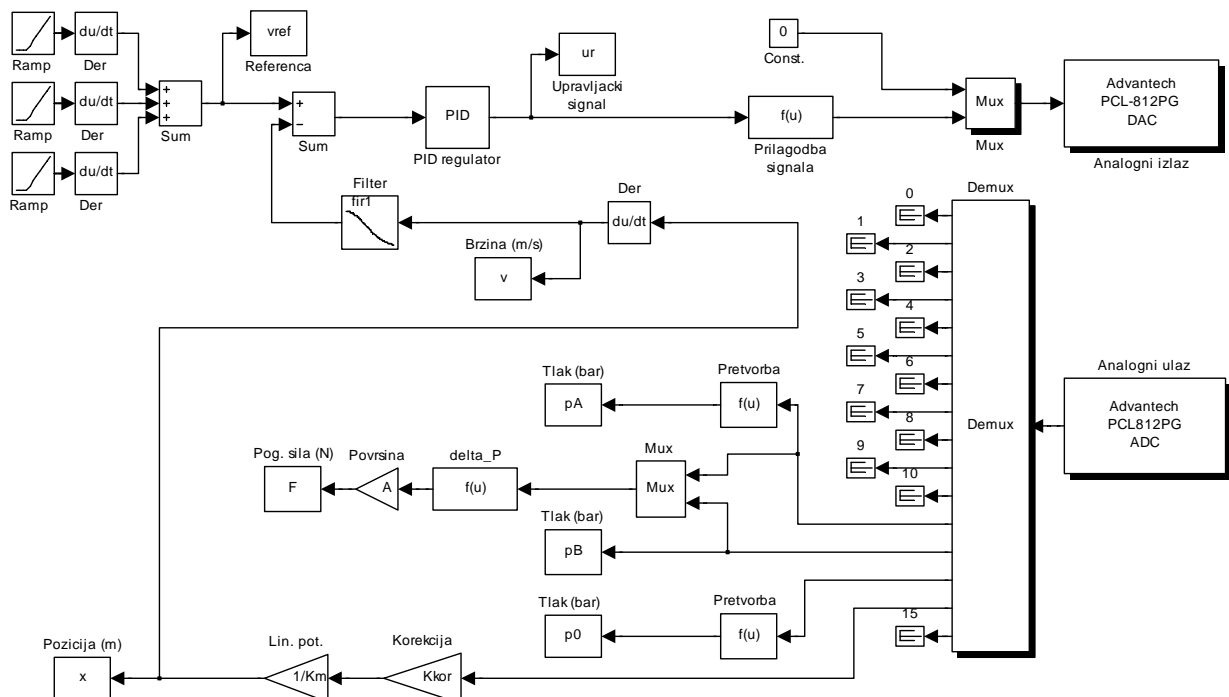 Ramp
du/dt
Der
Ramp
du/dt
Der
Ramp
du/dt
Der
+
+
+
Sum
vref
Referenca
+
−
Sum
PID
PID regulator
ur
Upravljacki
signal
0
Const.
f(u)
Prilagodba
signala
Mux
Mux
Advantech
PCL-812PG
DAC
Analogni izlaz
Filter
fir1
Der
du/dt
Brzina (m/s)
v
Demux
Demux
0
1
2
3
4
5
6
7
8
9
10
15
Analogni ulaz
Advantech
PCL812PG
ADC
Tlak (bar)
pA
Pretvorba
f(u)
Pog. sila (N)
F
Povrsina
A
delta_P
f(u)
Mux
Mux
Tlak (bar)
pB
Tlak (bar)
p0
Pretvorba
f(u)
Pozicija (m)
x
Lin. pot.
1/Km
Korekcija
Kkor